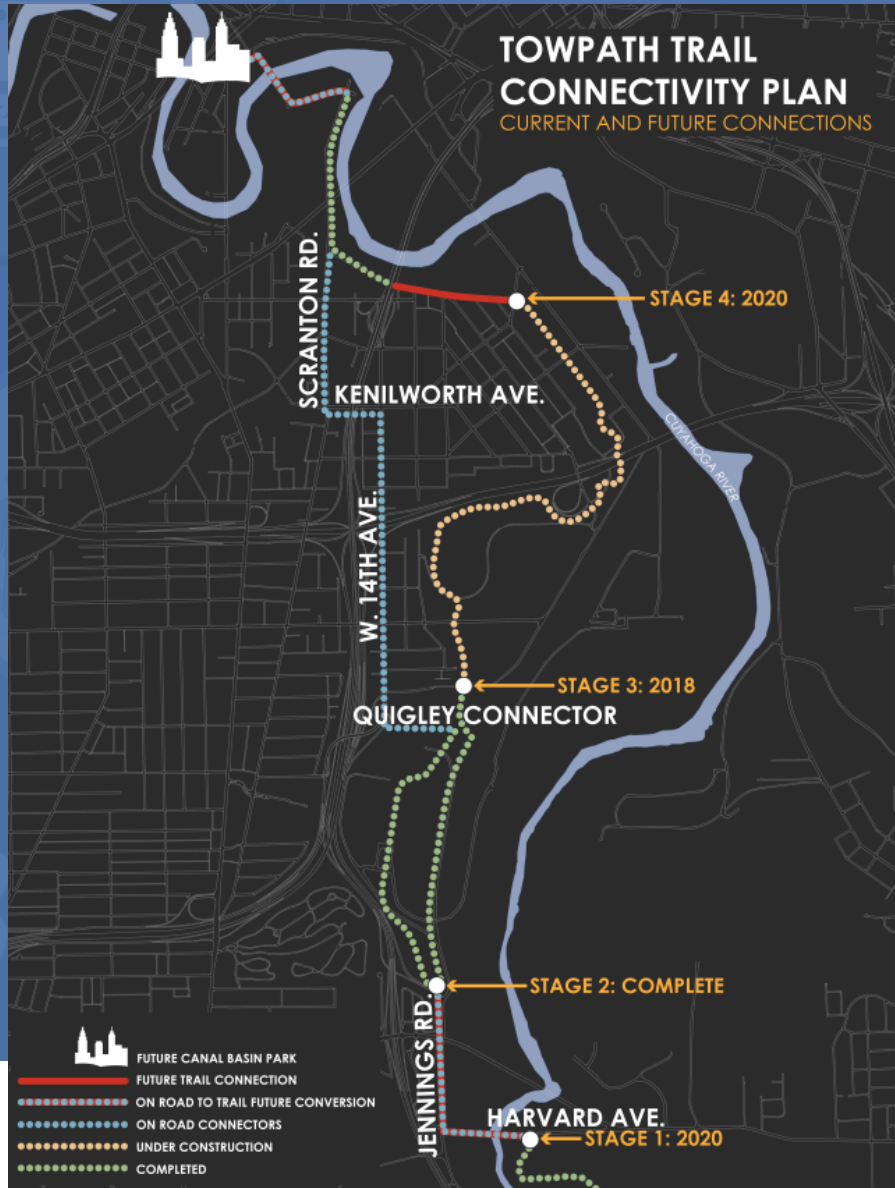 TOWPATH TRAIL
CONNECTIVITY PLAN
CURRENT AND FUTURE CONNECTIONS
SCRANTON RD.
STAGE 4: 2020
KENILWORTH AVE.
CUYAHOGA RIVER
W. 14TH AVE.
STAGE 3: 2018
QUIGLEY CONNECTOR
STAGE 2: COMPLETE
JENNINGS RD.
HARVARD AVE.
STAGE 1: 2020
FUTURE CANAL BASIN PARK
FUTURE TRAIL CONNECTION
ON ROAD TO TRAIL FUTURE CONVERSION
ON ROAD CONNECTORS
UNDER CONSTRUCTION
COMPLETED